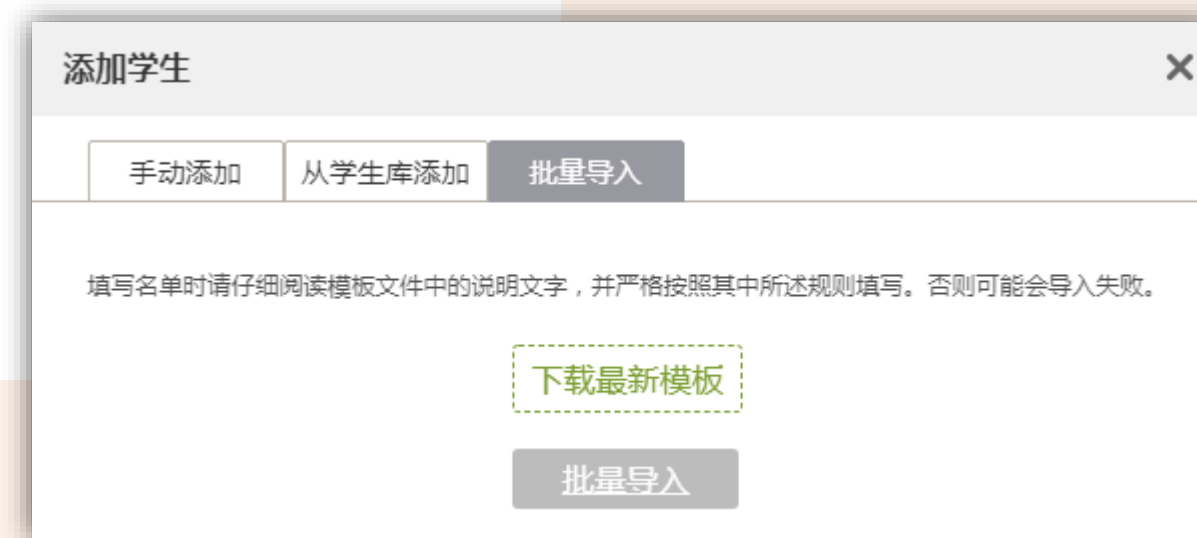 添加学生
手动添加 从学生库添加 批量导入
填写名单时请仔细阅读模板文件中的说明文字，并严格按照其中所述规则填写。否则可能会导入失败。
下载最新模板
批量导入